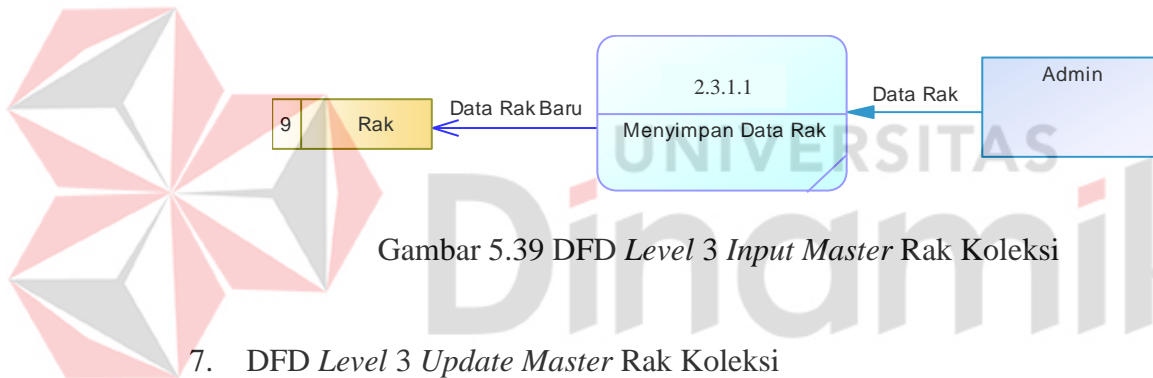 2.3.1.1
Admin
Data Rak
Data Rak Baru
9 Rak
Menyimpan Data Rak
UNIVERSITAS
Dinami
Gambar 5.39 DFD Level 3 Input Master Rak Koleksi
7. DFD Level 3 Update Master Rak Koleksi